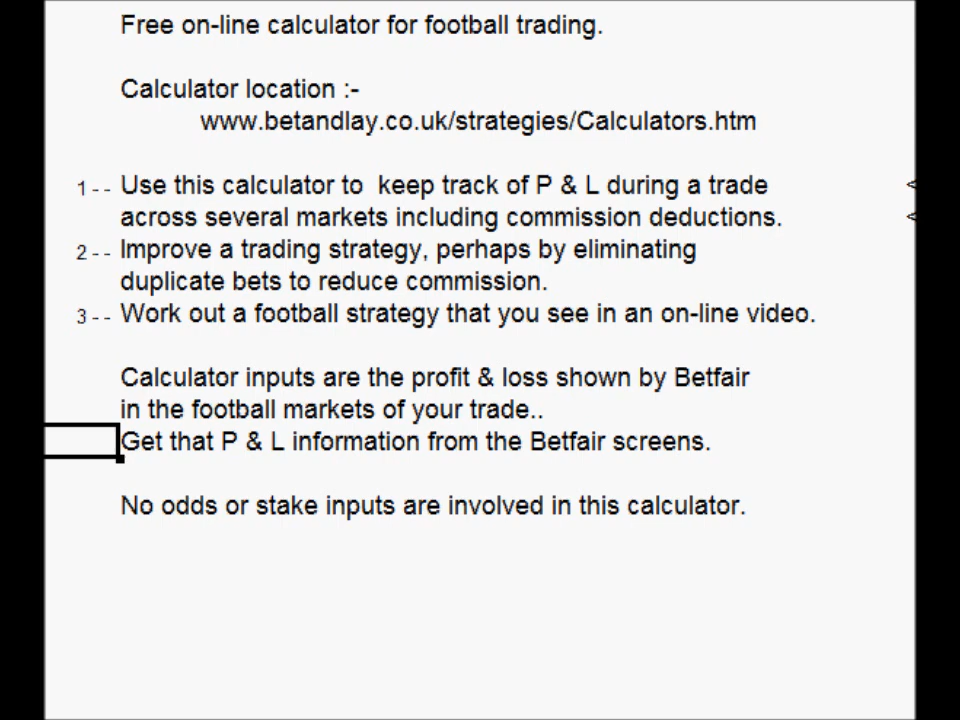 Free on-line calculator for football trading.
Calculator location :-
www.betandlay.co.uk/strategies/Calculators.htm
1 - - Use this calculator to  keep track of P & L during a trade <
across several markets including commission deductions. <
2 - - Improve a trading strategy, perhaps by eliminating
duplicate bets to reduce commission.
3 - - Work out a football strategy that you see in an on-line video.
Calculator inputs are the profit & loss shown by Betfair
in the football markets of your trade..
Get that P & L information from the Betfair screens.
No odds or stake inputs are involved in this calculator.